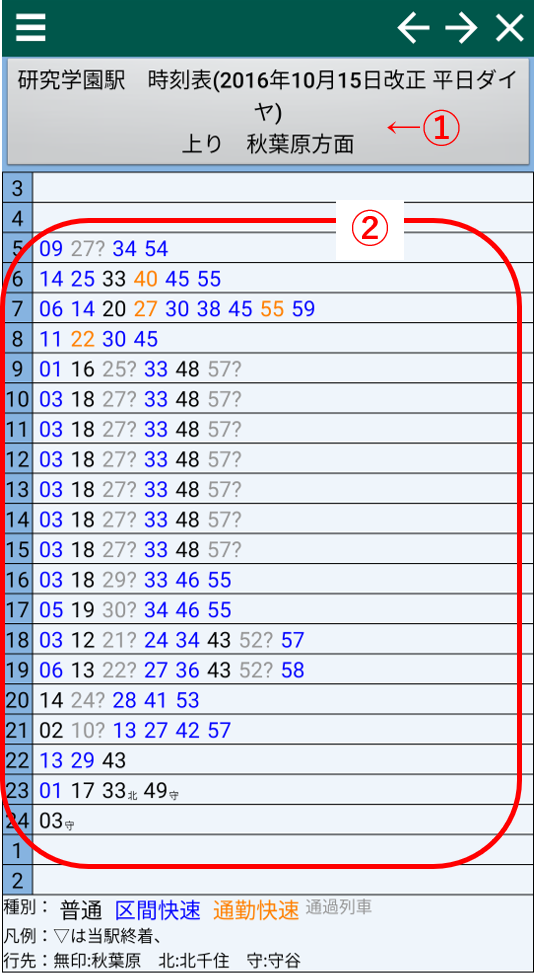 研究学園駅　時刻表(2016年10月15日改正 平日ダイ
ヤ)
上り　秋葉原方面
←①
②
3
4
5 09 27? 34 54
6 14 25 33 40 45 55
7 06 14 20 27 30 38 45 55 59
8 11 22 30 45
9 01 16 25? 33 48 57?
10 03 18 27? 33 48 57?
11 03 18 27? 33 48 57?
12 03 18 27? 33 48 57?
13 03 18 27? 33 48 57?
14 03 18 27? 33 48 57?
15 03 18 27? 33 48 57?
16 03 18 29? 33 46 55
17 05 19 30? 34 46 55
18 03 12 21? 24 34 43 52? 57
19 06 13 22? 27 36 43 52? 58
20 14 24? 28 41 53
21 02 10? 13 27 42 57
22 13 29 43
23 01 17 33北 49守
24 03守
1
2
種別： 普通 区間快速 通勤快速 通過列車
凡例：▽は当駅終着、
行先：無印:秋葉原　北:北千住　守:守谷